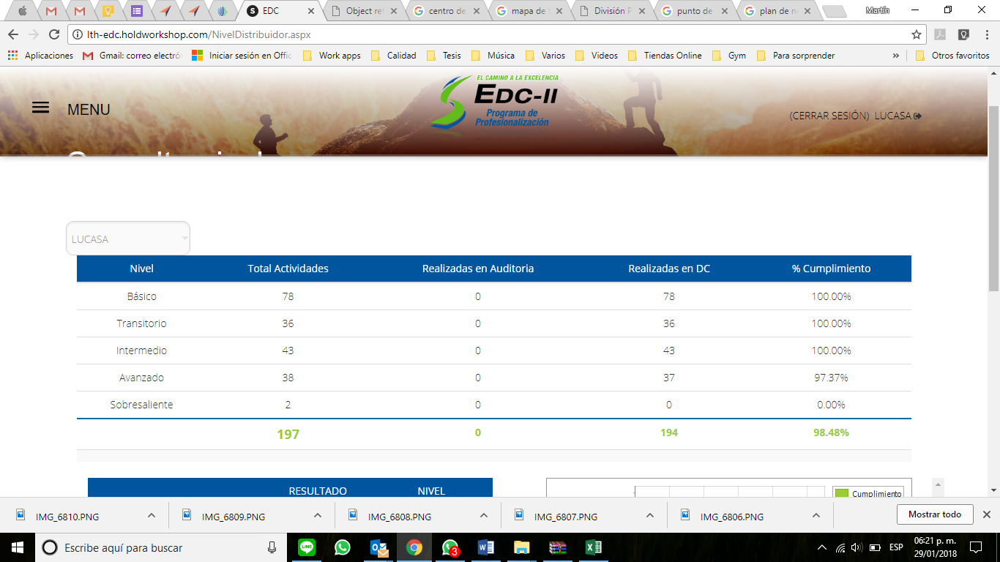 EDC
Object re
centro de
mapa de
División P
punto de
plan de n
Martín
lth-edc.holdworkshop.com/NivelDistribuidor.aspx
Aplicaciones
Gmail: correo electró
Iniciar sesión en Offic
Work apps
Calidad
Tesis
Música
Varios
Videos
Tiendas Online
Gym
Para sorprender
»
Otros favoritos
MENU
EL CAMINO A LA EXCELENCIA
EDC-II
Programa de
Profesionalización
(CERRAR SESIÓN) LUCASA
LUCASA
Nivel Total Actividades Realizadas en Auditoria Realizadas en DC % Cumplimiento
Básico 78 0 78 100.00%
Transitorio 36 0 36 100.00%
Intermedio 43 0 43 100.00%
Avanzado 38 0 37 97.37%
Sobresaliente 2 0 0 0.00%
197 0 194 98.48%
RESULTADO NIVEL
Cumplimiento
IMG_6810.PNG
IMG_6809.PNG
IMG_6808.PNG
IMG_6807.PNG
IMG_6806.PNG
Mostrar todo
Escribe aquí para buscar
LINE
3
ESP
06:21 p. m.
29/01/2018